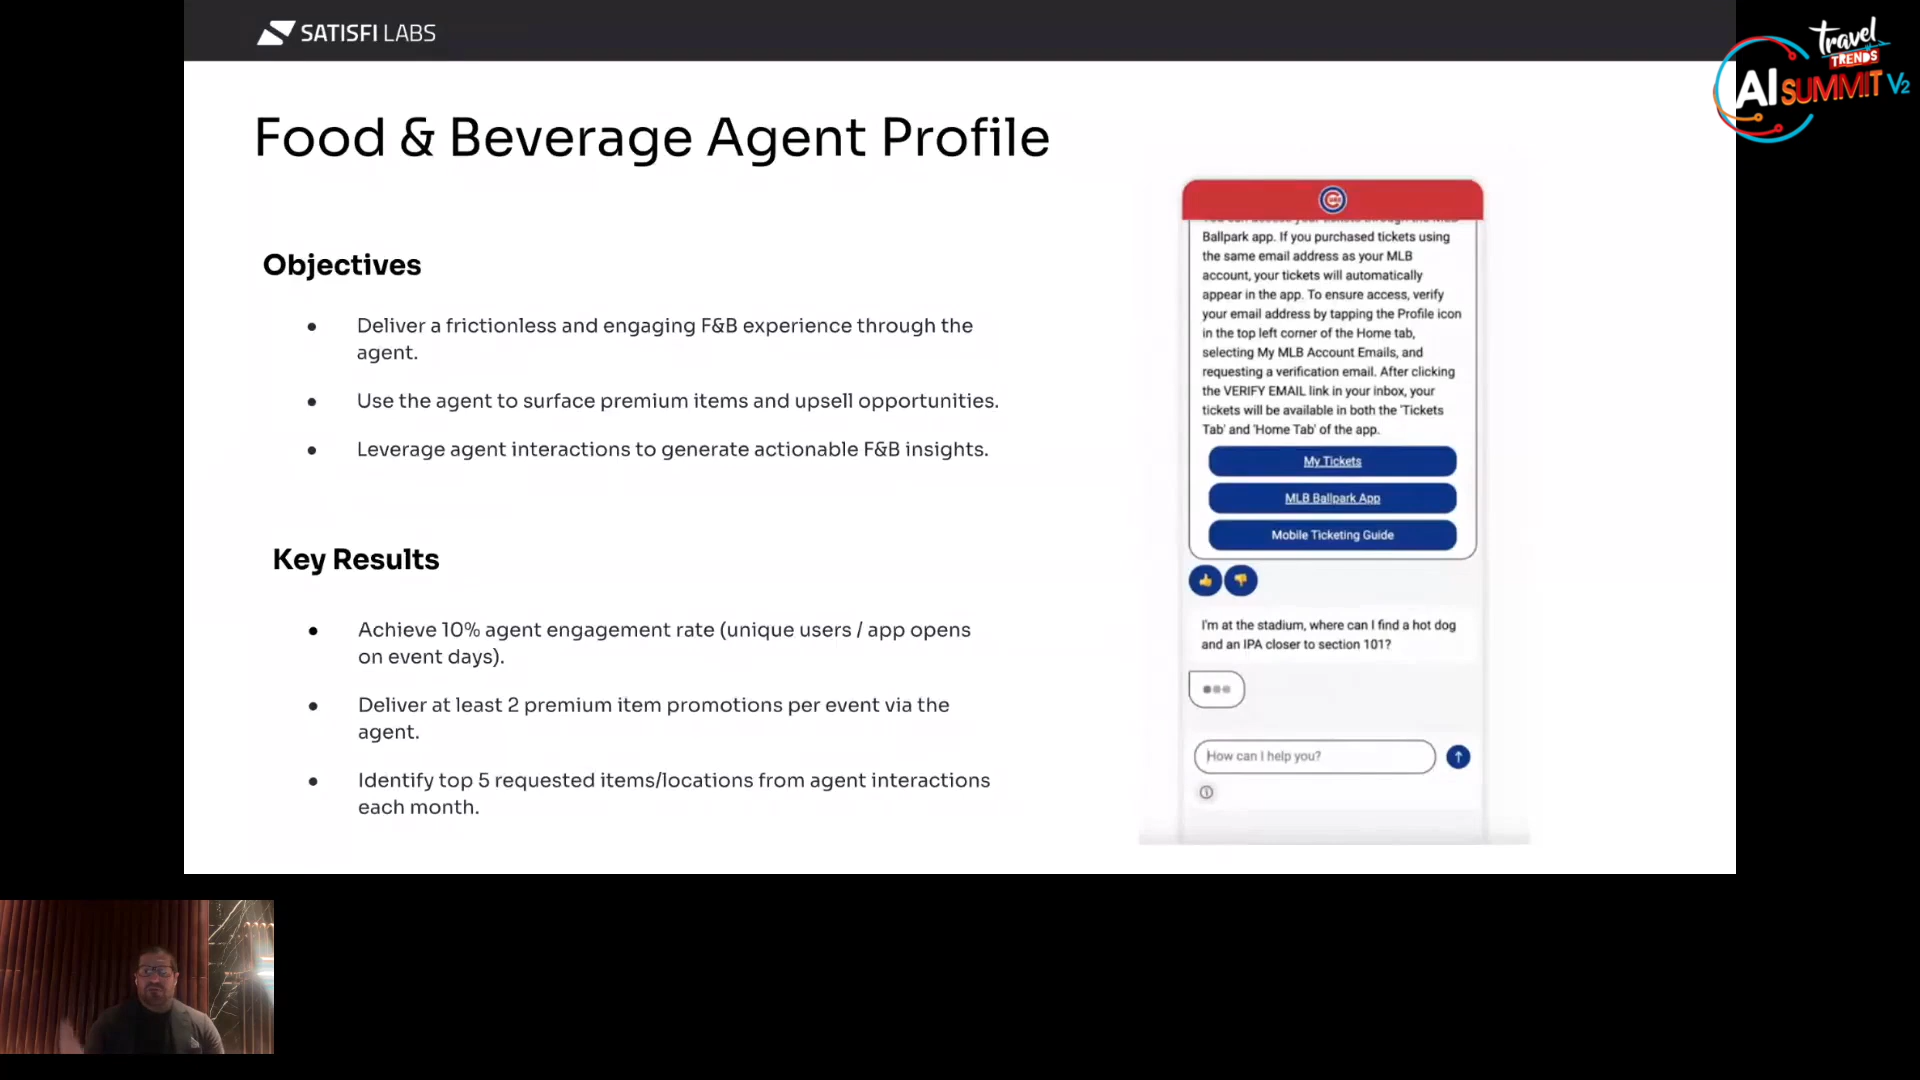 SATISFI LABS
travel
TRENDS
AI SUMMIT V2
Food & Beverage Agent Profile
Objectives
● Deliver a frictionless and engaging F&B experience through the
agent.
● Use the agent to surface premium items and upsell opportunities.
● Leverage agent interactions to generate actionable F&B insights.
Key Results
● Achieve 10% agent engagement rate (unique users / app opens
on event days).
● Deliver at least 2 premium item promotions per event via the
agent.
● Identify top 5 requested items/locations from agent interactions
each month.
Ballpark app. If you purchased tickets using
the same email address as your MLB
account, your tickets will automatically
appear in the app. To ensure access, verify
your email address by tapping the Profile icon
in the top left corner of the Home tab,
selecting My MLB Account Emails, and
requesting a verification email. After clicking
the VERIFY EMAIL link in your inbox, your
tickets will be available in both the 'Tickets
Tab' and 'Home Tab' of the app.
My Tickets
MLB Ballpark App
Mobile Ticketing Guide
I'm at the stadium, where can I find a hot dog
and an IPA closer to section 101?
How can I help you?